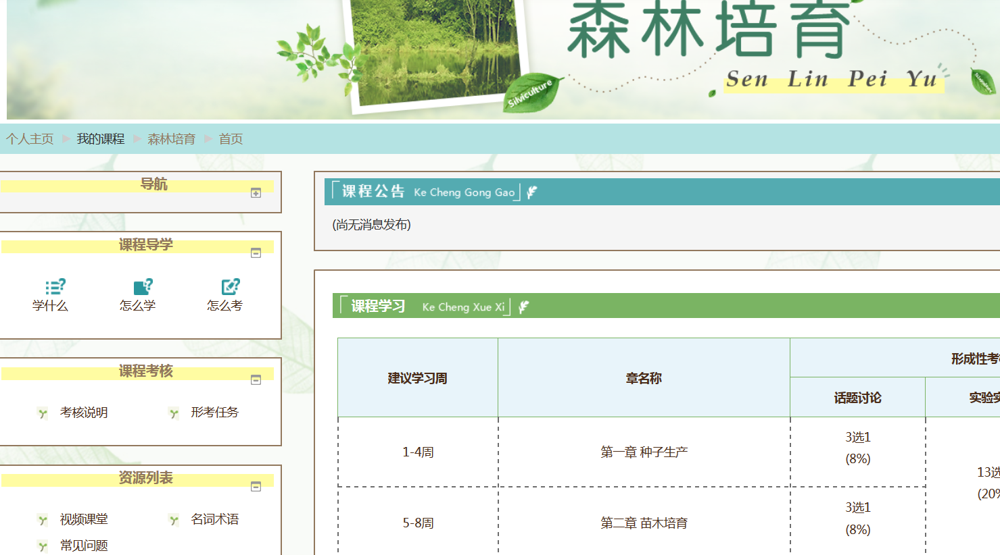 森林培育
Sen Lin Pei Yu
Silviculture
个人主页 我的课程 森林培育 首页
导航
课程导学
学什么 怎么学 怎么考
课程考核
考核说明 形考任务
资源列表
视频课堂 名词术语
常见问题
课程公告 Ke Cheng Gong Gao
(尚无消息发布)
课程学习 Ke Cheng Xue Xi
建议学习周 章名称 形成性考
话题讨论 实验实
1-4周 第一章 种子生产 3选1
(8%)
13选
(20%
5-8周 第二章 苗木培育 3选1
(8%)